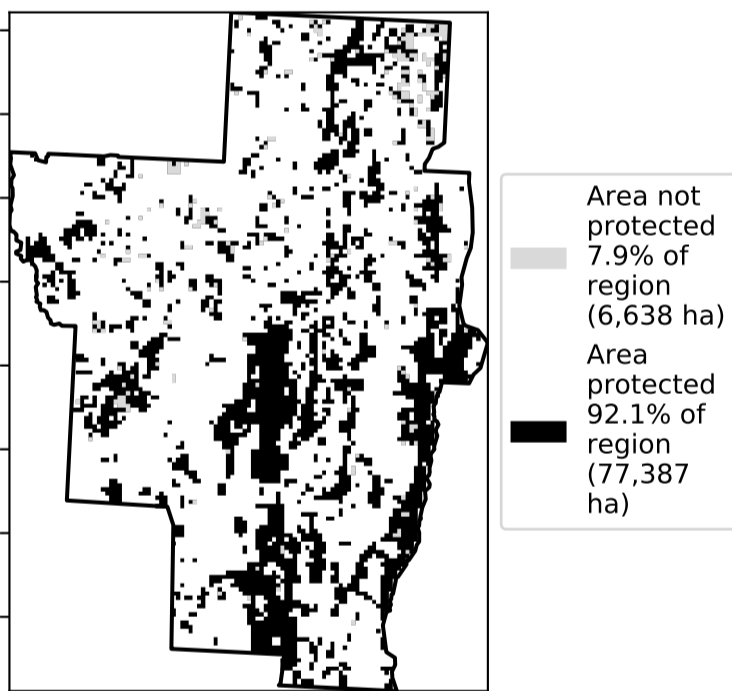 Area not
protected
7.9% of
region
(6,638 ha)
Area
protected
92.1% of
region
(77,387
ha)